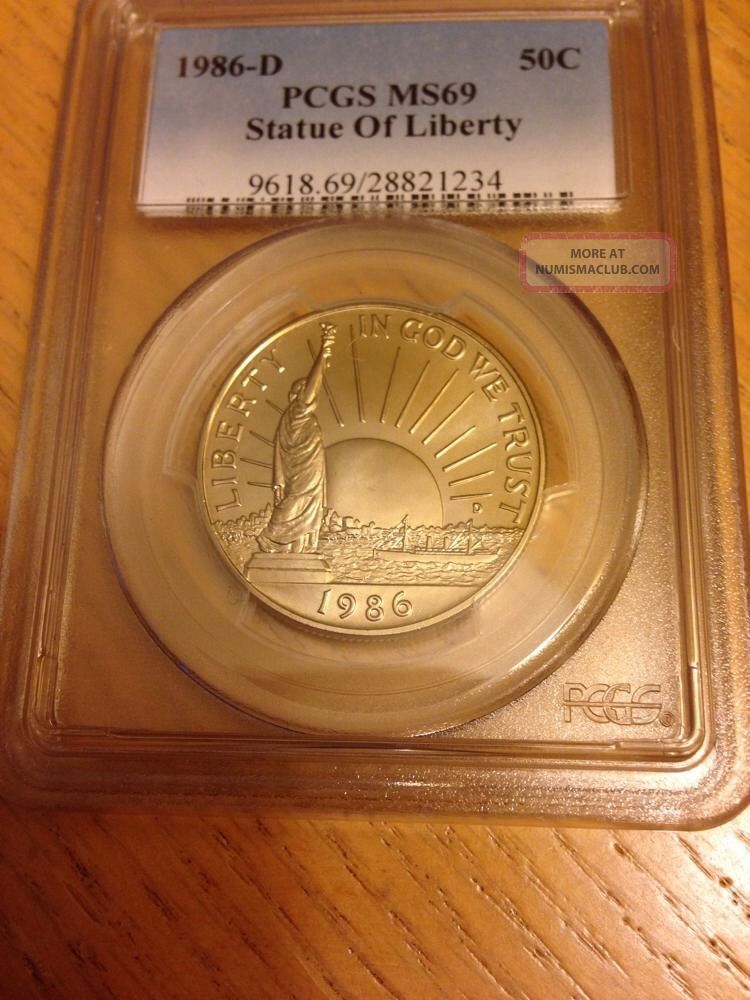 1986-D 50C
PCGS MS69
Statue Of Liberty
9618.69/28821234
MORE AT
NUMISMACLUB.COM
LIBERTY
IN GOD WE TRUST
D
1986
PCGS